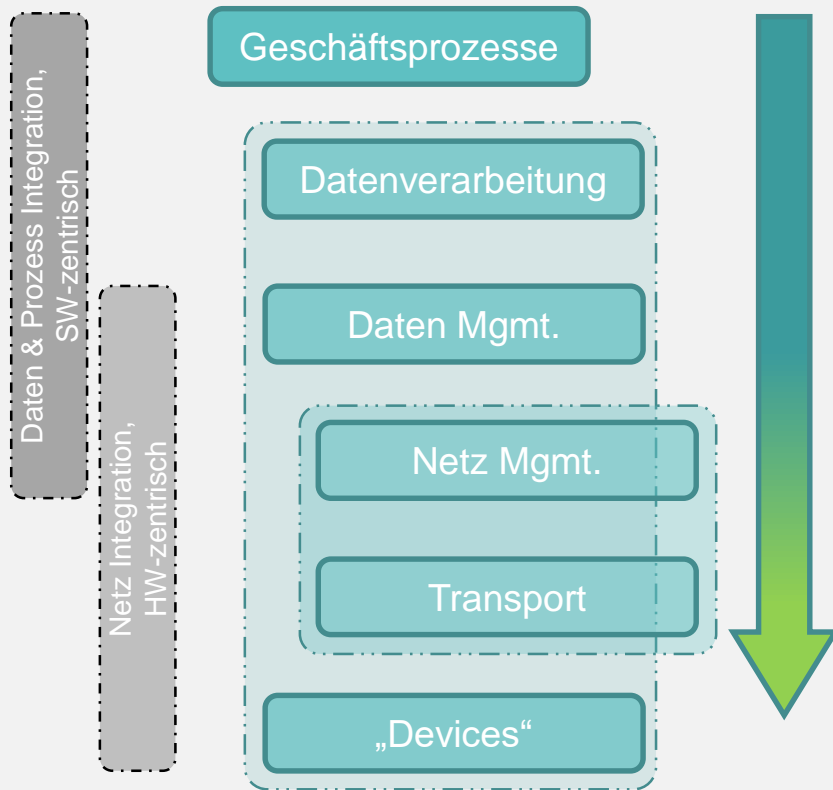 Geschäftsprozesse
Daten & Prozess Integration,
SW-zentrisch
Datenverarbeitung
Daten Mgmt.
Netz Integration,
HW-zentrisch
Netz Mgmt.
Transport
„Devices“